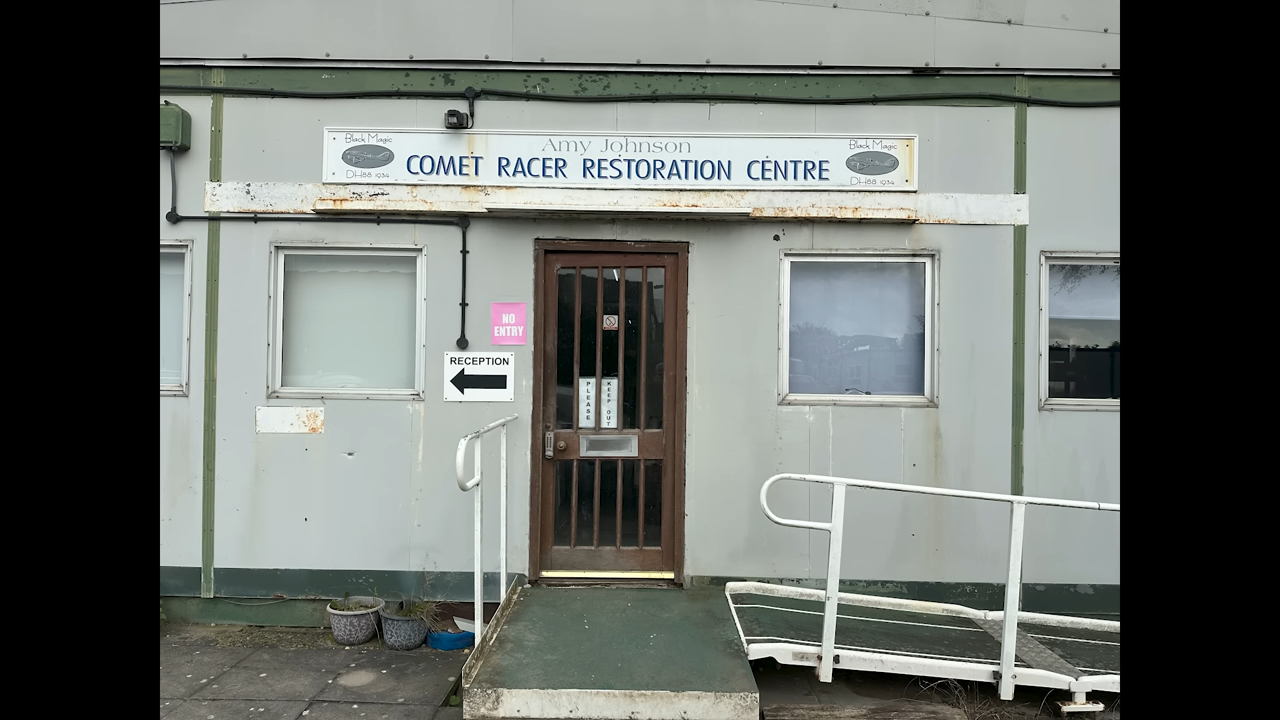 Black Magic
DH88 1934
Amy Johnson
COMET RACER RESTORATION CENTRE
Black Magic
DH88 1934
NO
ENTRY
RECEPTION
PLEASE
KEEP OUT